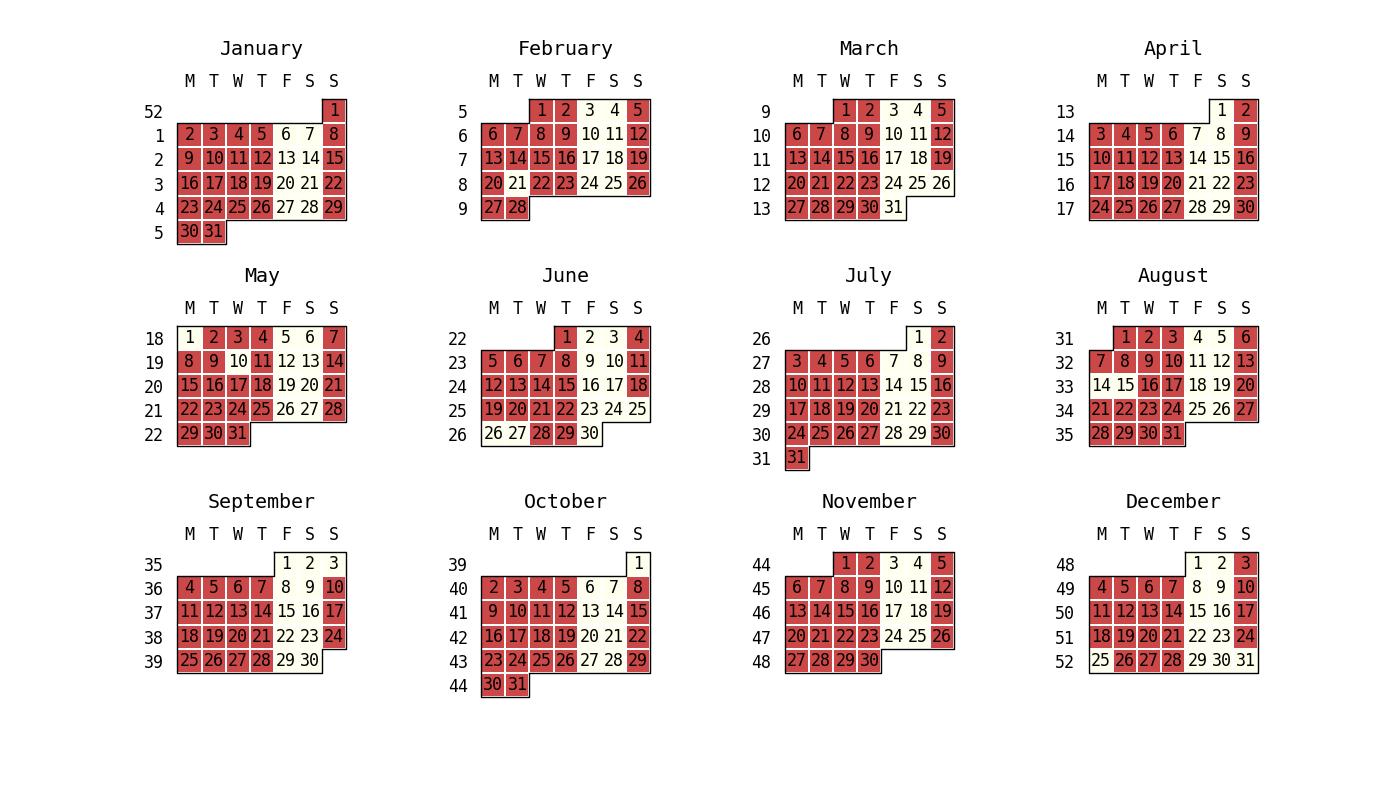 January February March April
M T W T F S S M T W T F S S M T W T F S S M T W T F S S
52 1 5 1 2 3 4 5 9 1 2 3 4 5 13 1 2
1 2 3 4 5 6 7 8 6 6 7 8 9 10 11 12 10 6 7 8 9 10 11 12 14 3 4 5 6 7 8 9
2 9 10 11 12 13 14 15 7 13 14 15 16 17 18 19 11 13 14 15 16 17 18 19 15 10 11 12 13 14 15 16
3 16 17 18 19 20 21 22 8 20 21 22 23 24 25 26 12 20 21 22 23 24 25 26 16 17 18 19 20 21 22 23
4 23 24 25 26 27 28 29 9 27 28 13 27 28 29 30 31 17 24 25 26 27 28 29 30
5 30 31
May June July August
M T W T F S S M T W T F S S M T W T F S S M T W T F S S
18 1 2 3 4 5 6 7 22 1 2 3 4 26 1 2 31 1 2 3 4 5 6
19 8 9 10 11 12 13 14 23 5 6 7 8 9 10 11 27 3 4 5 6 7 8 9 32 7 8 9 10 11 12 13
20 15 16 17 18 19 20 21 24 12 13 14 15 16 17 18 28 10 11 12 13 14 15 16 33 14 15 16 17 18 19 20
21 22 23 24 25 26 27 28 25 19 20 21 22 23 24 25 29 17 18 19 20 21 22 23 34 21 22 23 24 25 26 27
22 29 30 31 26 26 27 28 29 30 30 24 25 26 27 28 29 30 35 28 29 30 31
31 31
September October November December
M T W T F S S M T W T F S S M T W T F S S M T W T F S S
35 1 2 3 39 1 44 1 2 3 4 5 48 1 2 3
36 4 5 6 7 8 9 10 40 2 3 4 5 6 7 8 45 6 7 8 9 10 11 12 49 4 5 6 7 8 9 10
37 11 12 13 14 15 16 17 41 9 10 11 12 13 14 15 46 13 14 15 16 17 18 19 50 11 12 13 14 15 16 17
38 18 19 20 21 22 23 24 42 16 17 18 19 20 21 22 47 20 21 22 23 24 25 26 51 18 19 20 21 22 23 24
39 25 26 27 28 29 30 43 23 24 25 26 27 28 29 48 27 28 29 30 52 25 26 27 28 29 30 31
44 30 31